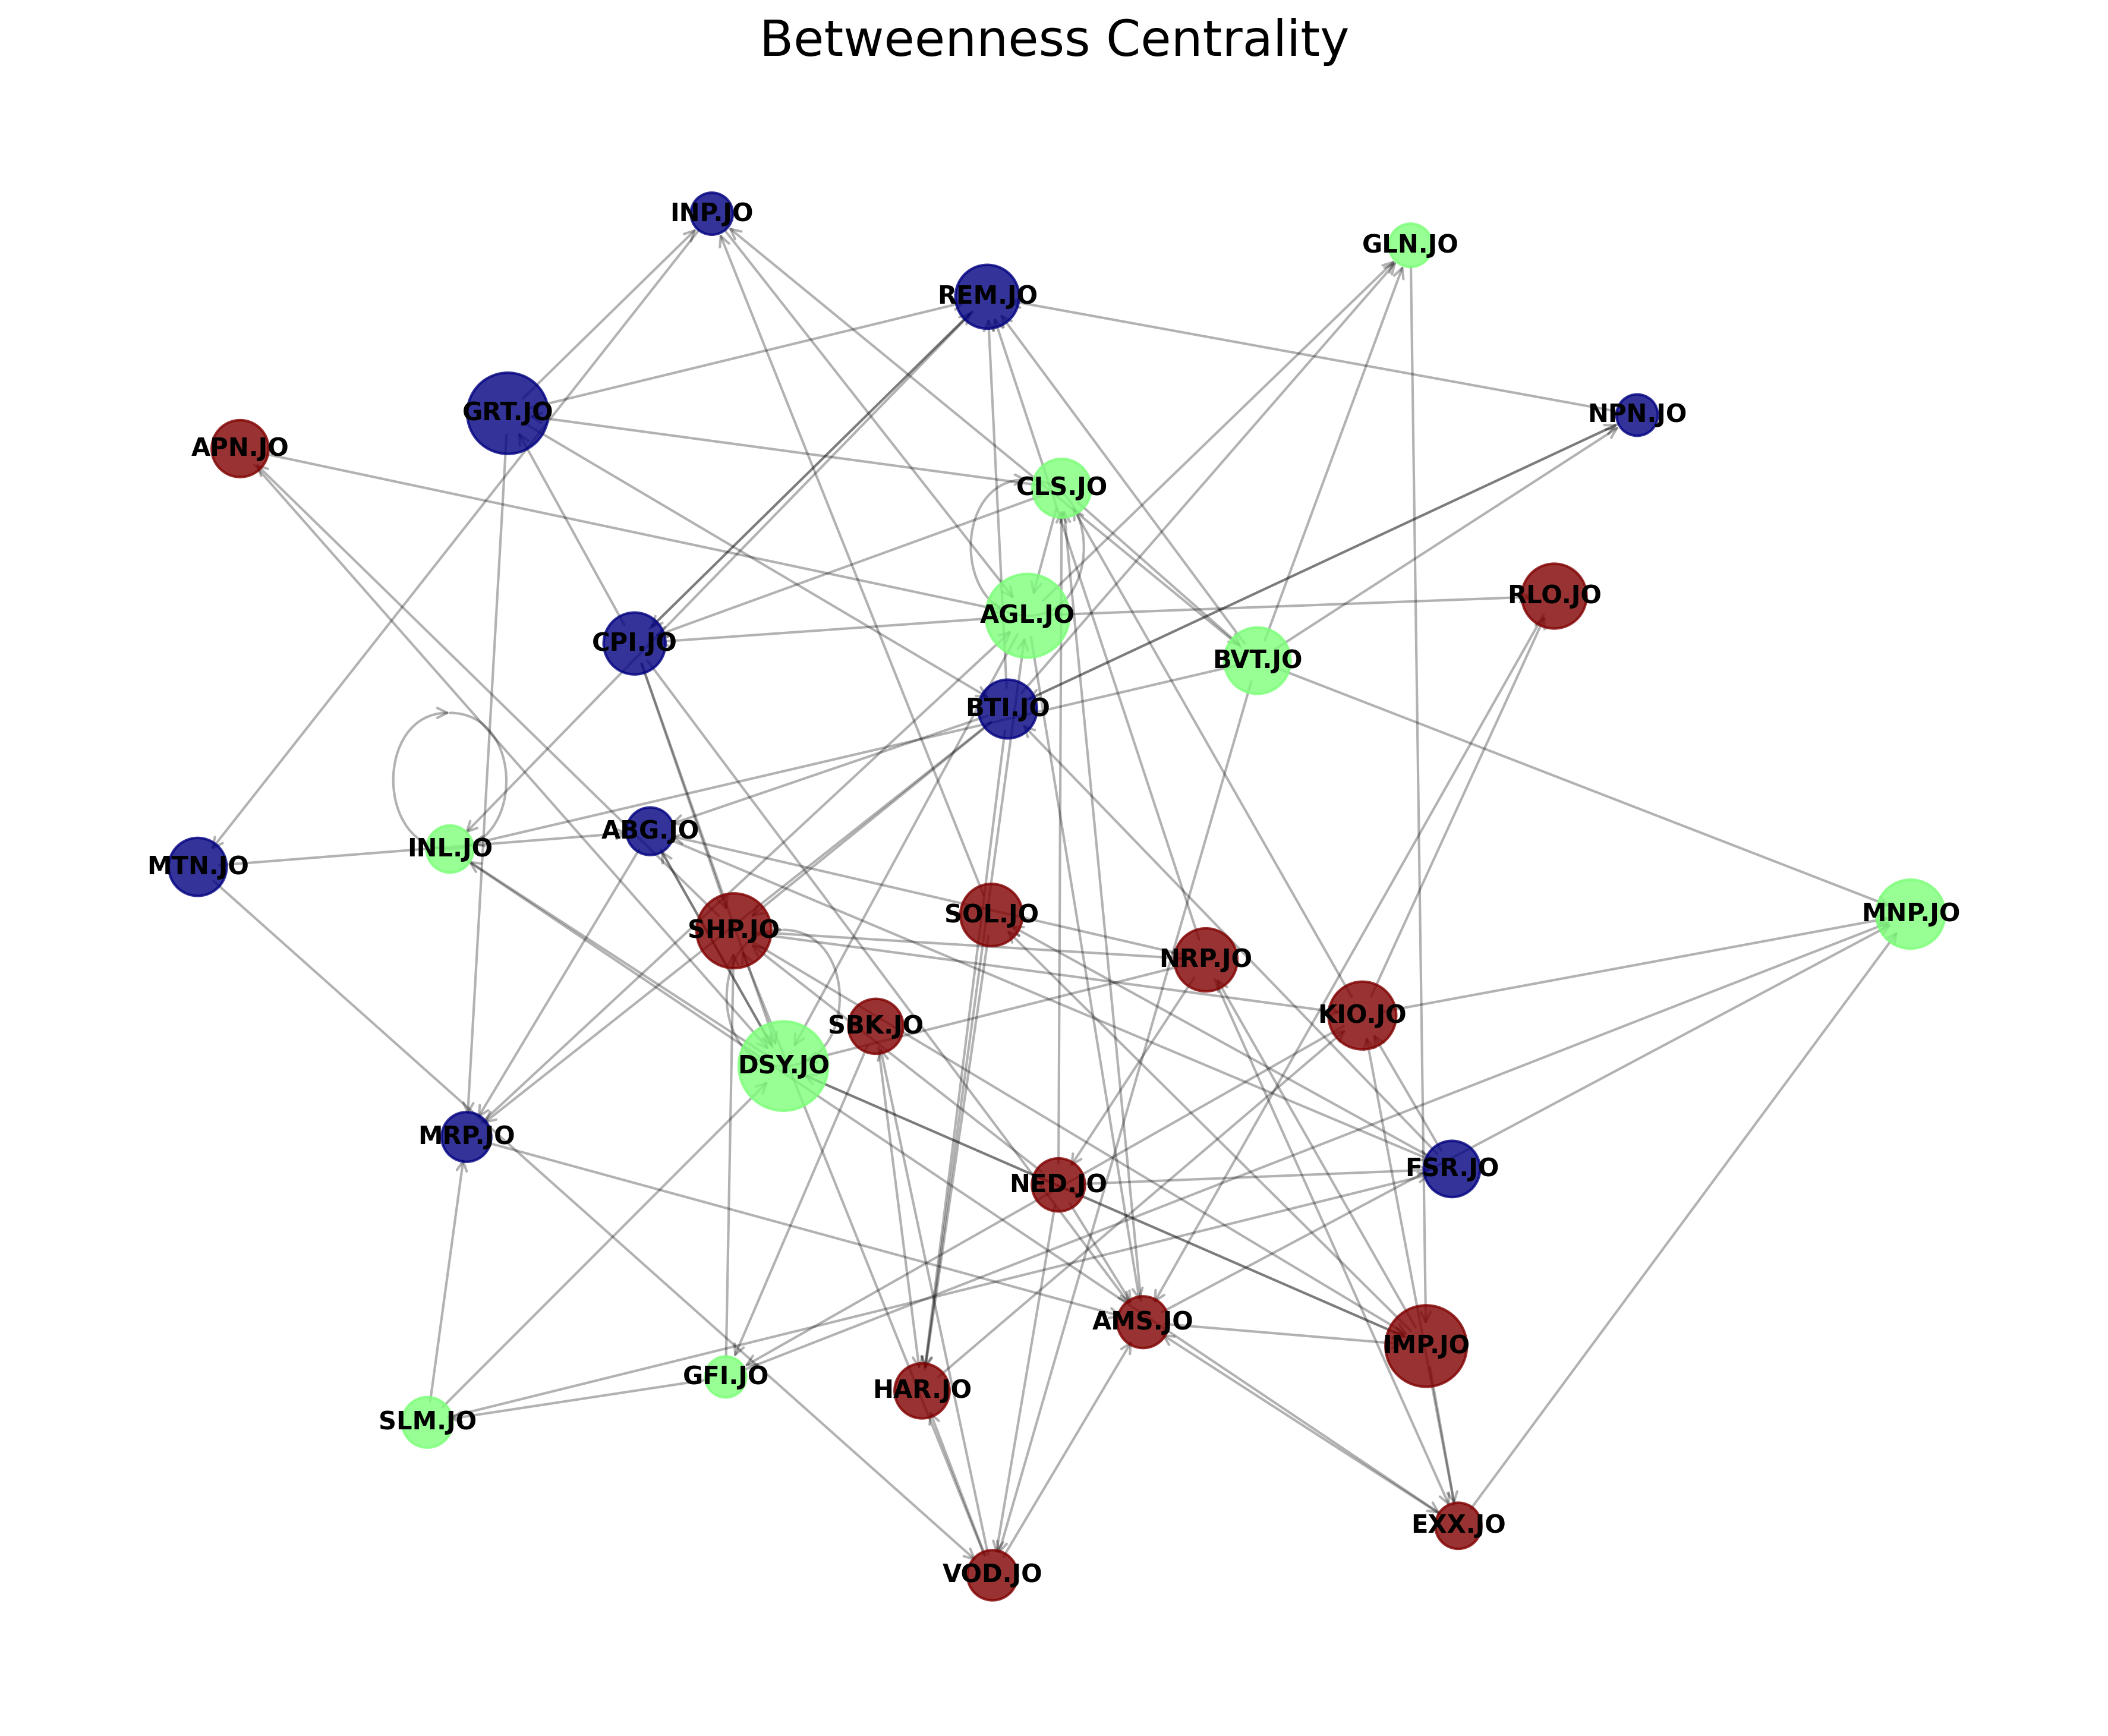 Betweenness Centrality
INP.JO
GLN.JO
REM.JO
GRT.JO
NPN.JO
APN.JO
CLS.JO
RLO.JO
AGL.JO
CPI.JO
BVT.JO
BTI.JO
ABG.JO
INL.JO
MTN.JO
SHP.JO
SOL.JO
MNP.JO
NRP.JO
KIO.JO
SBK.JO
DSY.JO
MRP.JO
FSR.JO
NED.JO
AMS.JO
IMP.JO
GFI.JO
HAR.JO
SLM.JO
EXX.JO
VOD.JO